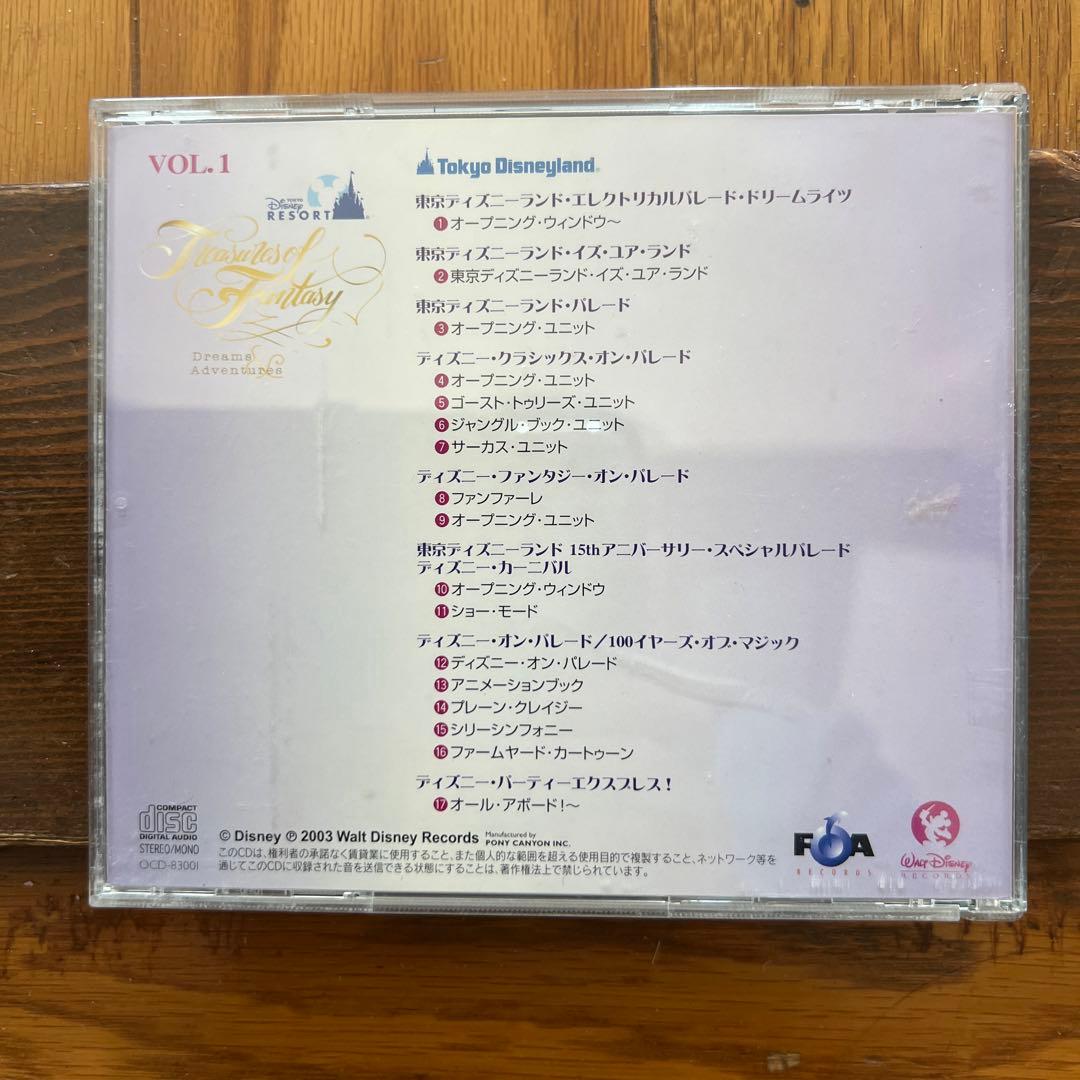 VOL.1
TOKYO
Disney
RESORT
Treasures of
Fantasy
Dreams &
Adventures
Tokyo Disneyland®
東京ディズニーランド・エレクトリカルパレード・ドリームライツ
1 オープニング・ウィンドウ〜
東京ディズニーランド・イズ・ユア・ランド
2 東京ディズニーランド・イズ・ユア・ランド
東京ディズニーランド・パレード
3 オープニング・ユニット
ディズニー・クラシックス・オン・パレード
4 オープニング・ユニット
5 ゴースト・トゥリーズ・ユニット
6 ジャングル・ブック・ユニット
7 サーカス・ユニット
ディズニー・ファンタジー・オン・パレード
8 ファンファーレ
9 オープニング・ユニット
東京ディズニーランド 15thアニバーサリー・スペシャルパレード
ディズニー・カーニバル
10 オープニング・ウィンドウ
11 ショー・モード
ディズニー・オン・パレード/100イヤーズ・オブ・マジック
12 ディズニー・オン・パレード
13 アニメーションブック
14 プレーン・クレイジー
15 シリーシンフォニー
16 ファームヤード・カートゥーン
ディズニー・パーティーエクスプレス!
17 オール・アボード!〜
COMPACT
disc
DIGITAL AUDIO
STEREO/MONO
OCD-83001
© Disney ℗ 2003 Walt Disney Records Manufactured by PONY CANYON INC.
このCDは、権利者の承諾なく賃貸業に使用すること、また個人的な範囲を超える使用目的で複製すること、ネットワーク等を
通じてこのCDに収録された音を送信できる状態にすることは、著作権法上で禁じられています。
FOA
RECORDS
WALT DISNEY
RECORDS